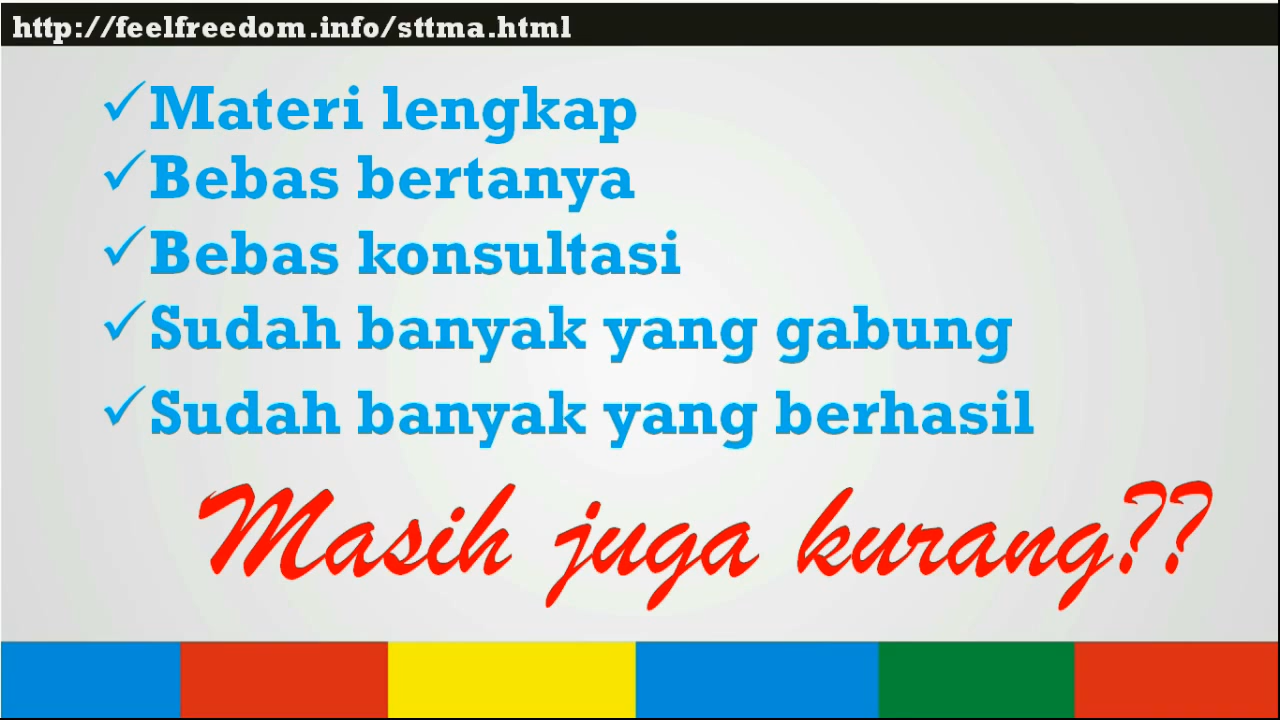 http://feelfreedom.info/sttma.html
✓Materi lengkap
✓Bebas bertanya
✓Bebas konsultasi
✓Sudah banyak yang gabung
✓Sudah banyak yang berhasil
Masih juga kurang??